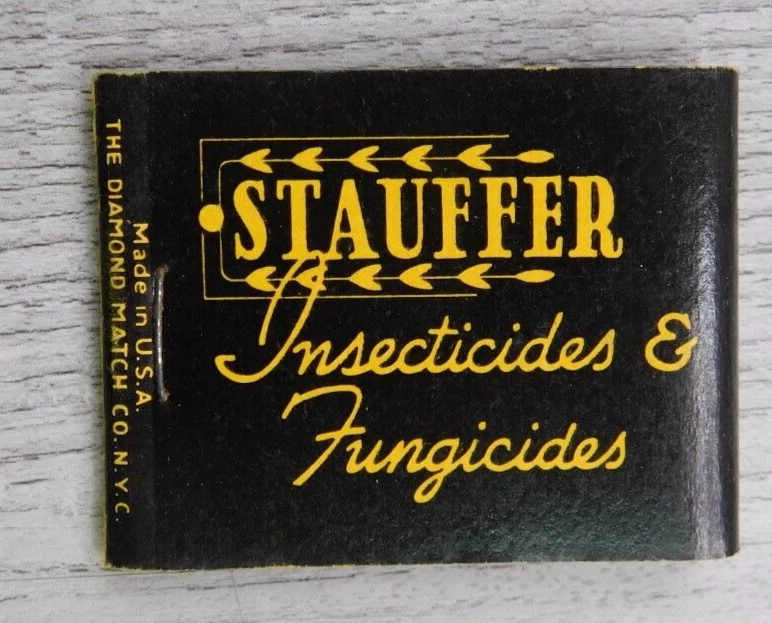 STAUFFER
Insecticides &
Fungicides
Made in U.S.A.
THE DIAMOND MATCH CO. N.Y.C.